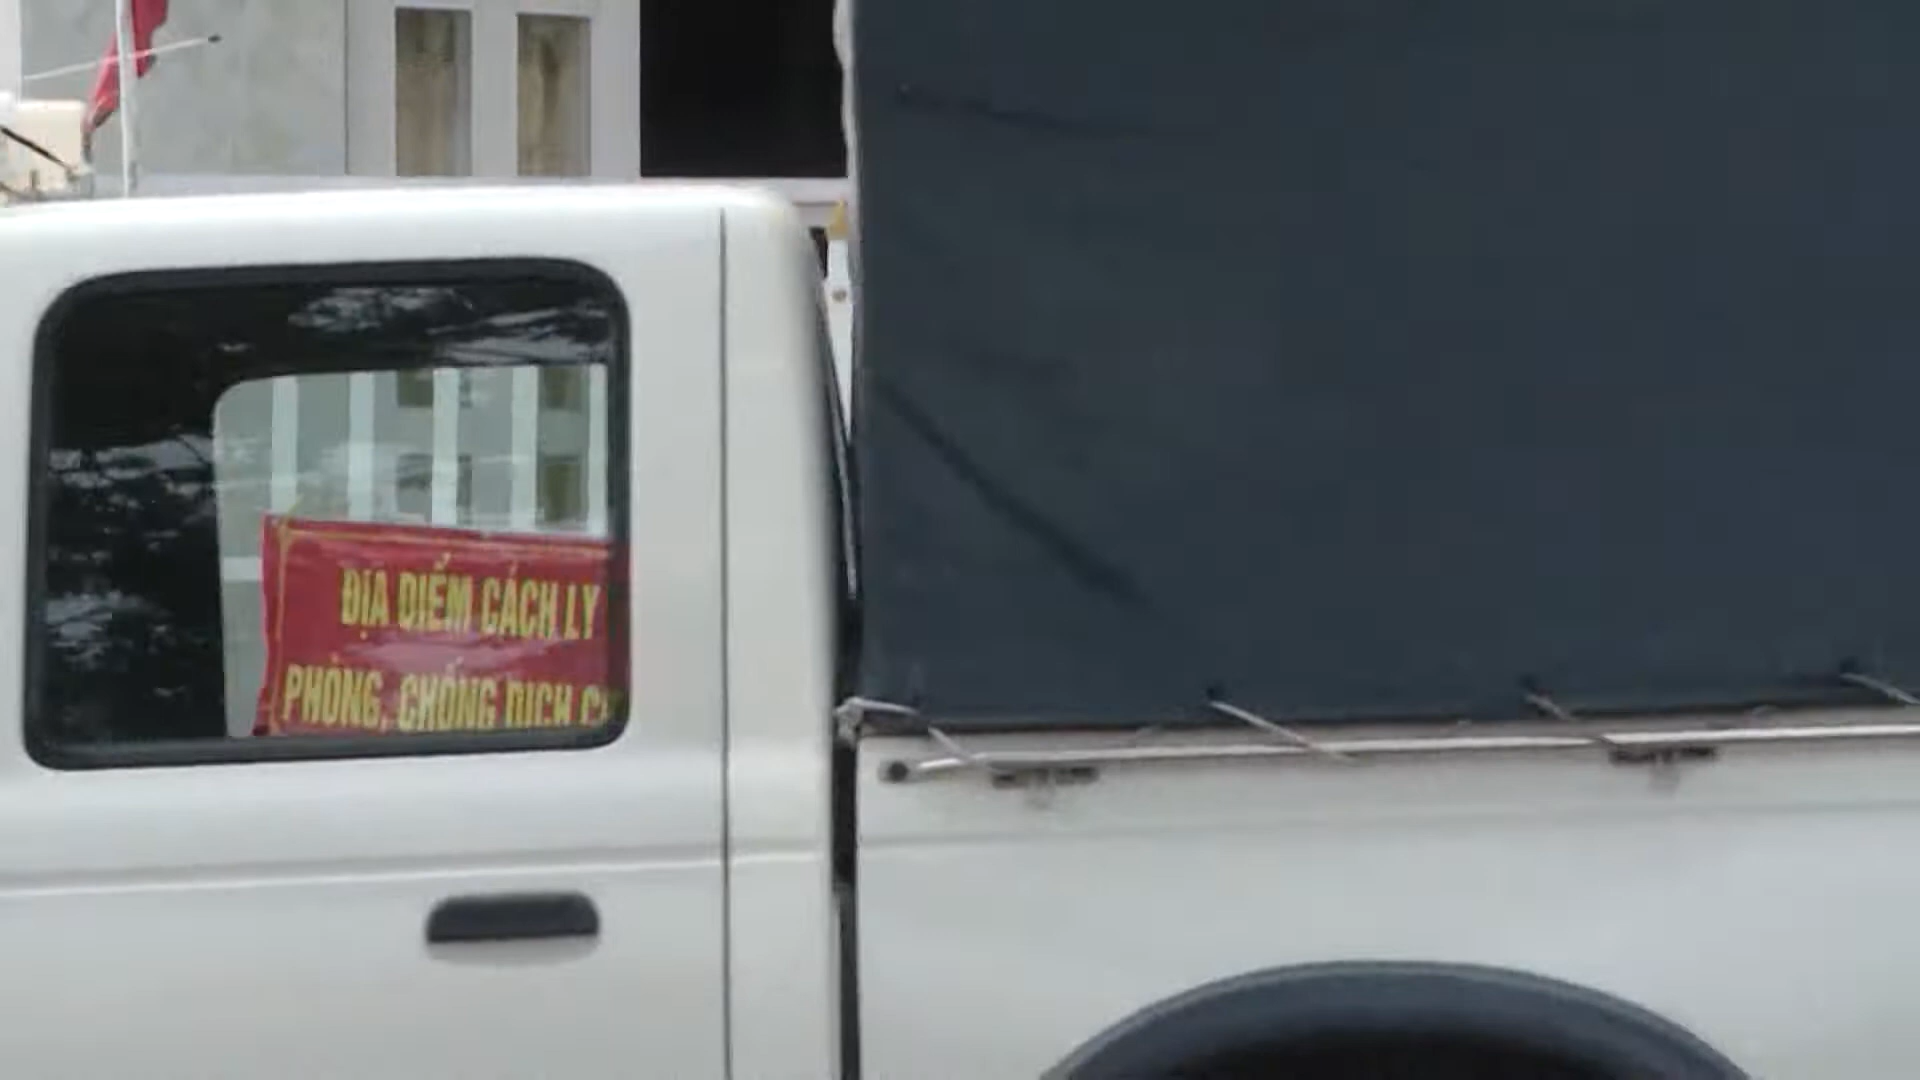 ĐỊA ĐIỂM CÁCH LY
PHÒNG, CHỐNG DỊCH